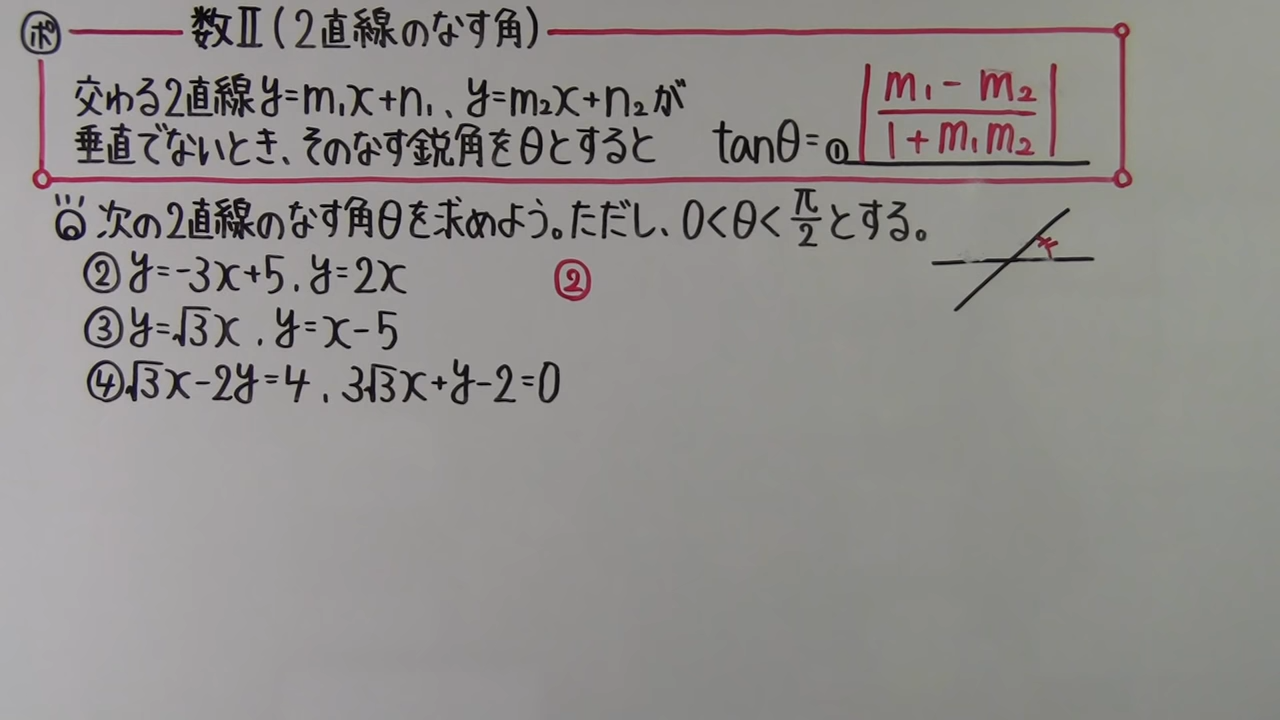 ポ 数Ⅱ(2直線のなす角)
交わる2直線y=m₁x+n₁、y=m₂x+n₂が
垂直でないとき、そのなす鋭角をθとすると tanθ=① |(m₁-m₂)/(1+m₁m₂)|
問 次の2直線のなす角θを求めよう。ただし、0<θ<π/2とする。
②y=-3x+5、y=2x ②
③y=√3x、y=x-5
④√3x-2y=4、3√3x+y-2=0